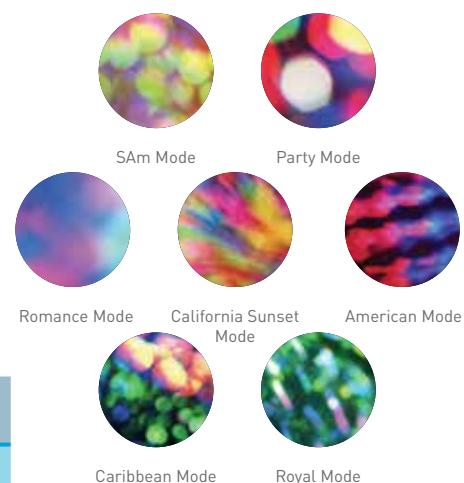 SAm Mode
Party Mode
Romance Mode
California Sunset
Mode
American Mode
Caribbean Mode
Royal Mode